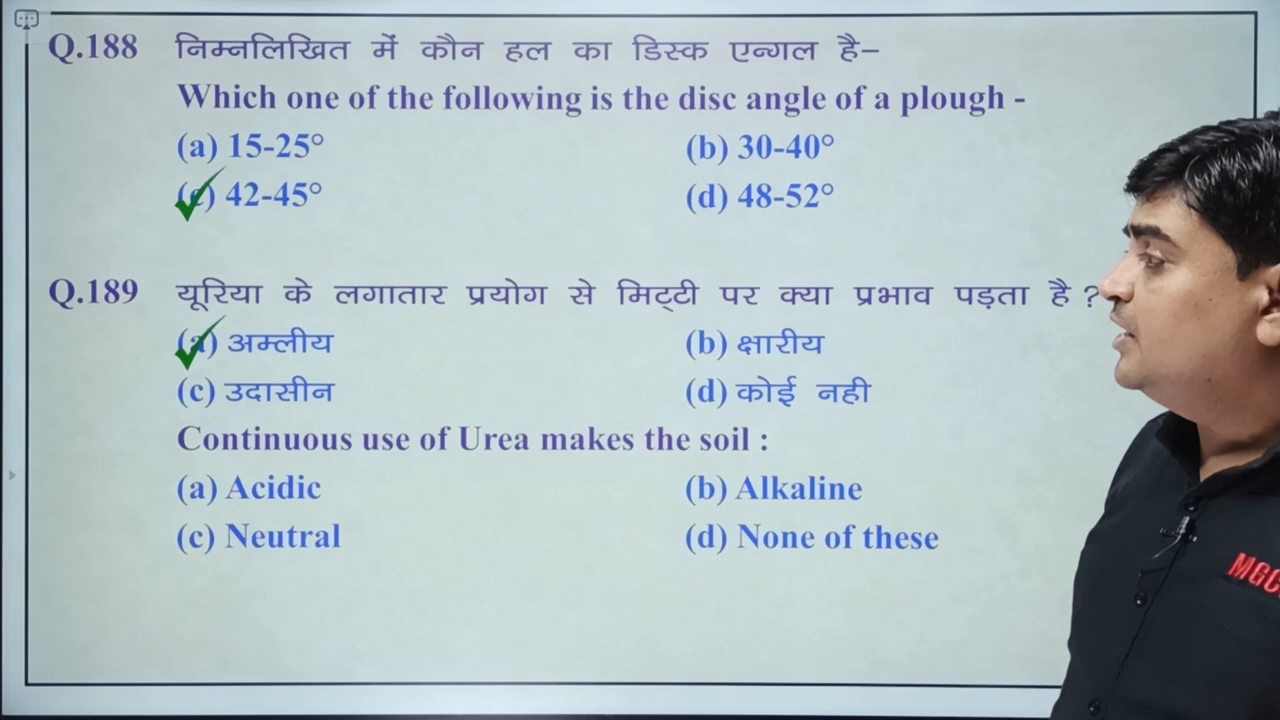 Q.188 निम्नलिखित में कौन हल का डिस्क एन्गल है–
Which one of the following is the disc angle of a plough -
(a) 15-25° (b) 30-40°
(c) 42-45° (d) 48-52°
Q.189 यूरिया के लगातार प्रयोग से मिट्टी पर क्या प्रभाव पड़ता है ?
(a) अम्लीय (b) क्षारीय
(c) उदासीन (d) कोई नही
Continuous use of Urea makes the soil :
(a) Acidic (b) Alkaline
(c) Neutral (d) None of these
MGC